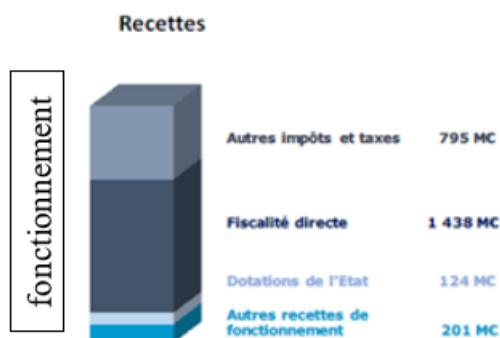 Recettes
fonctionnement
Autres impôts et taxes 795 MC
Fiscalité directe 1 438 MC
Dotations de l'Etat 124 MC
Autres recettes de
fonctionnement 201 MC